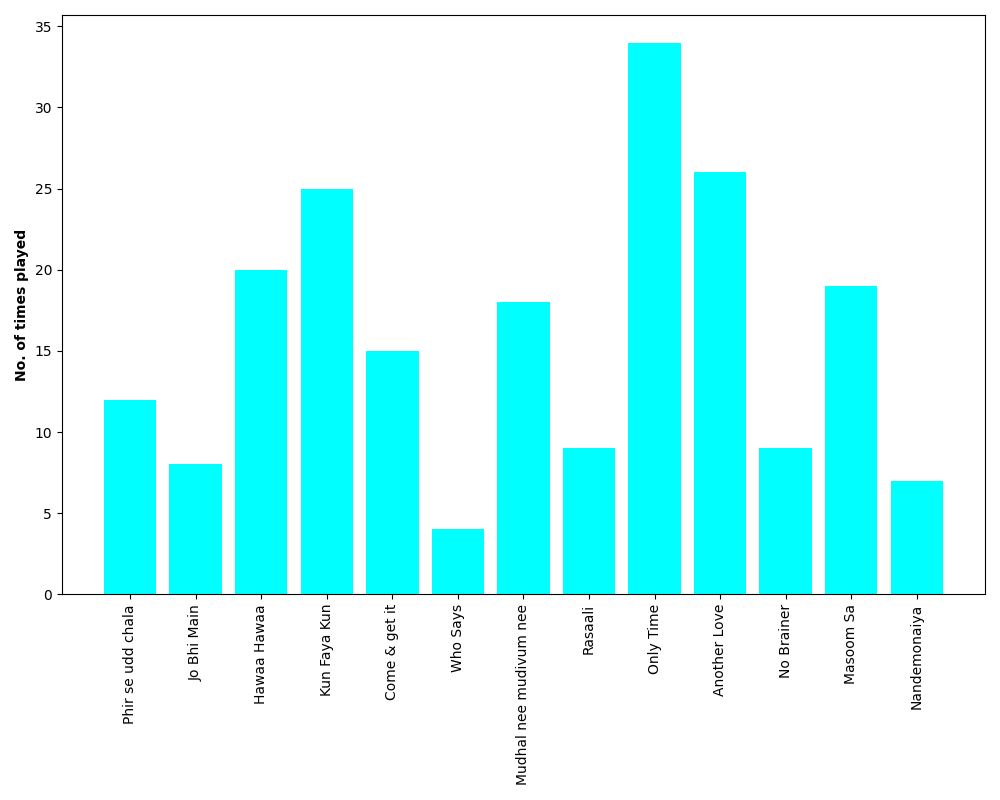 35
30
25
20
15
10
5
0
No. of times played
Phir se udd chala
Jo Bhi Main
Hawaa Hawaa
Kun Faya Kun
Come & get it
Who Says
Mudhal nee mudivum nee
Rasaali
Only Time
Another Love
No Brainer
Masoom Sa
Nandemonaiya